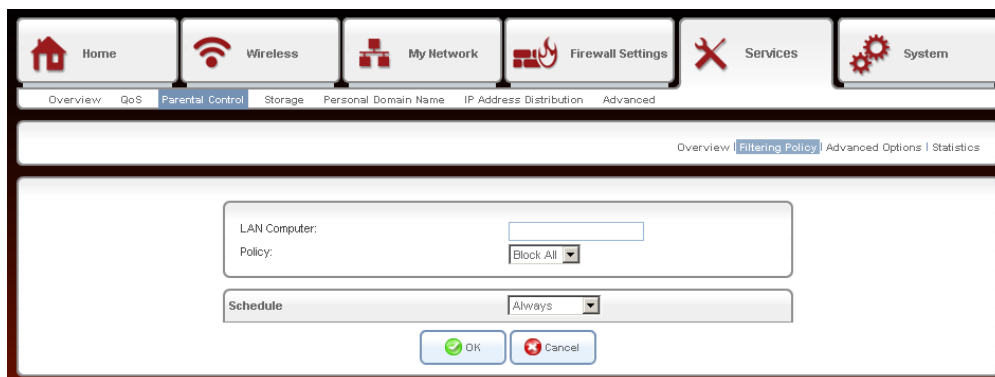 Home Wireless My Network Firewall Settings Services System
Overview QoS Parental Control Storage Personal Domain Name IP Address Distribution Advanced
Overview | Filtering Policy | Advanced Options | Statistics
LAN Computer:
Policy: Block All
Schedule Always
OK Cancel